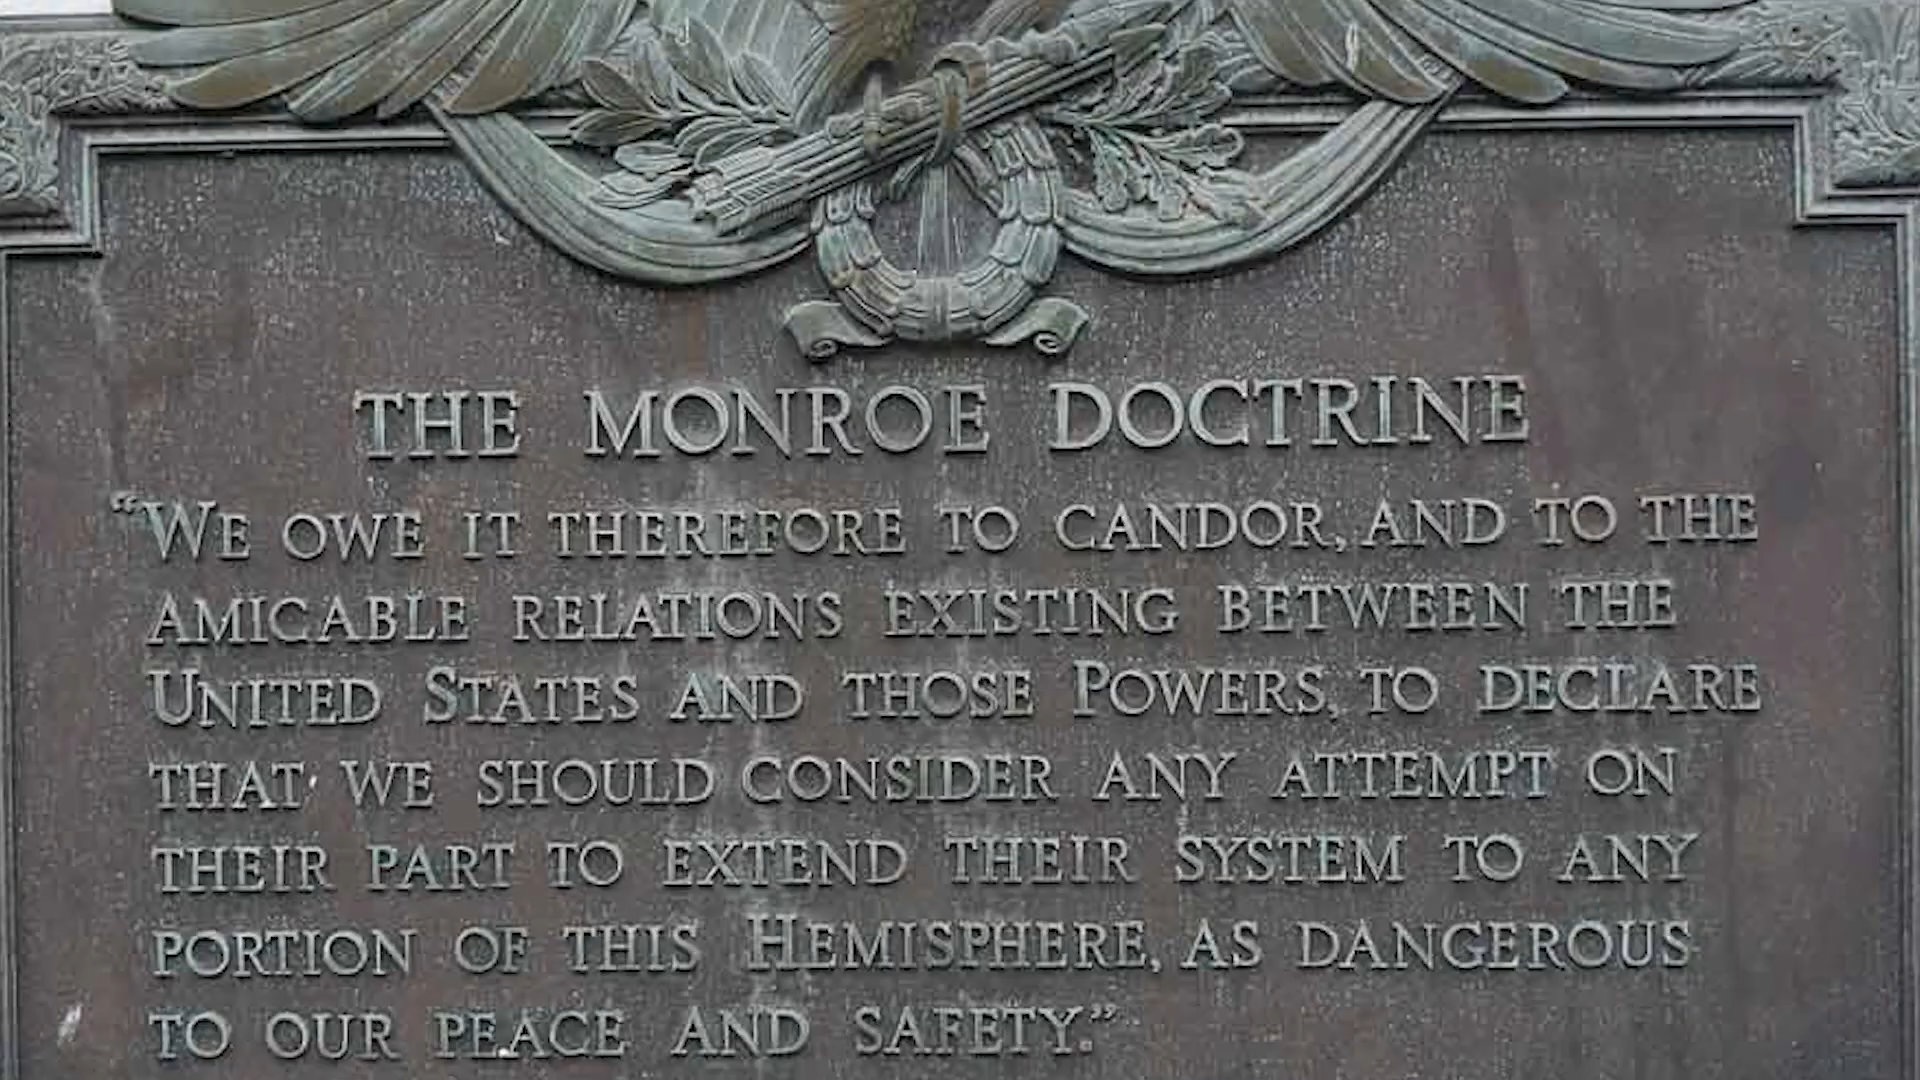 THE MONROE DOCTRINE
“WE OWE IT THEREFORE TO CANDOR, AND TO THE
AMICABLE RELATIONS EXISTING BETWEEN THE
UNITED STATES AND THOSE POWERS, TO DECLARE
THAT WE SHOULD CONSIDER ANY ATTEMPT ON
THEIR PART TO EXTEND THEIR SYSTEM TO ANY
PORTION OF THIS HEMISPHERE, AS DANGEROUS
TO OUR PEACE AND SAFETY.”